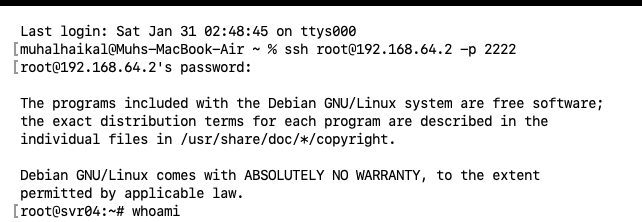 Last login: Sat Jan 31 02:48:45 on ttys000
[muhalhaikal@Muhs-MacBook-Air ~ % ssh root@192.168.64.2 -p 2222
[root@192.168.64.2's password:
The programs included with the Debian GNU/Linux system are free software;
the exact distribution terms for each program are described in the
individual files in /usr/share/doc/*/copyright.
Debian GNU/Linux comes with ABSOLUTELY NO WARRANTY, to the extent
permitted by applicable law.
[root@svr04:~# whoami